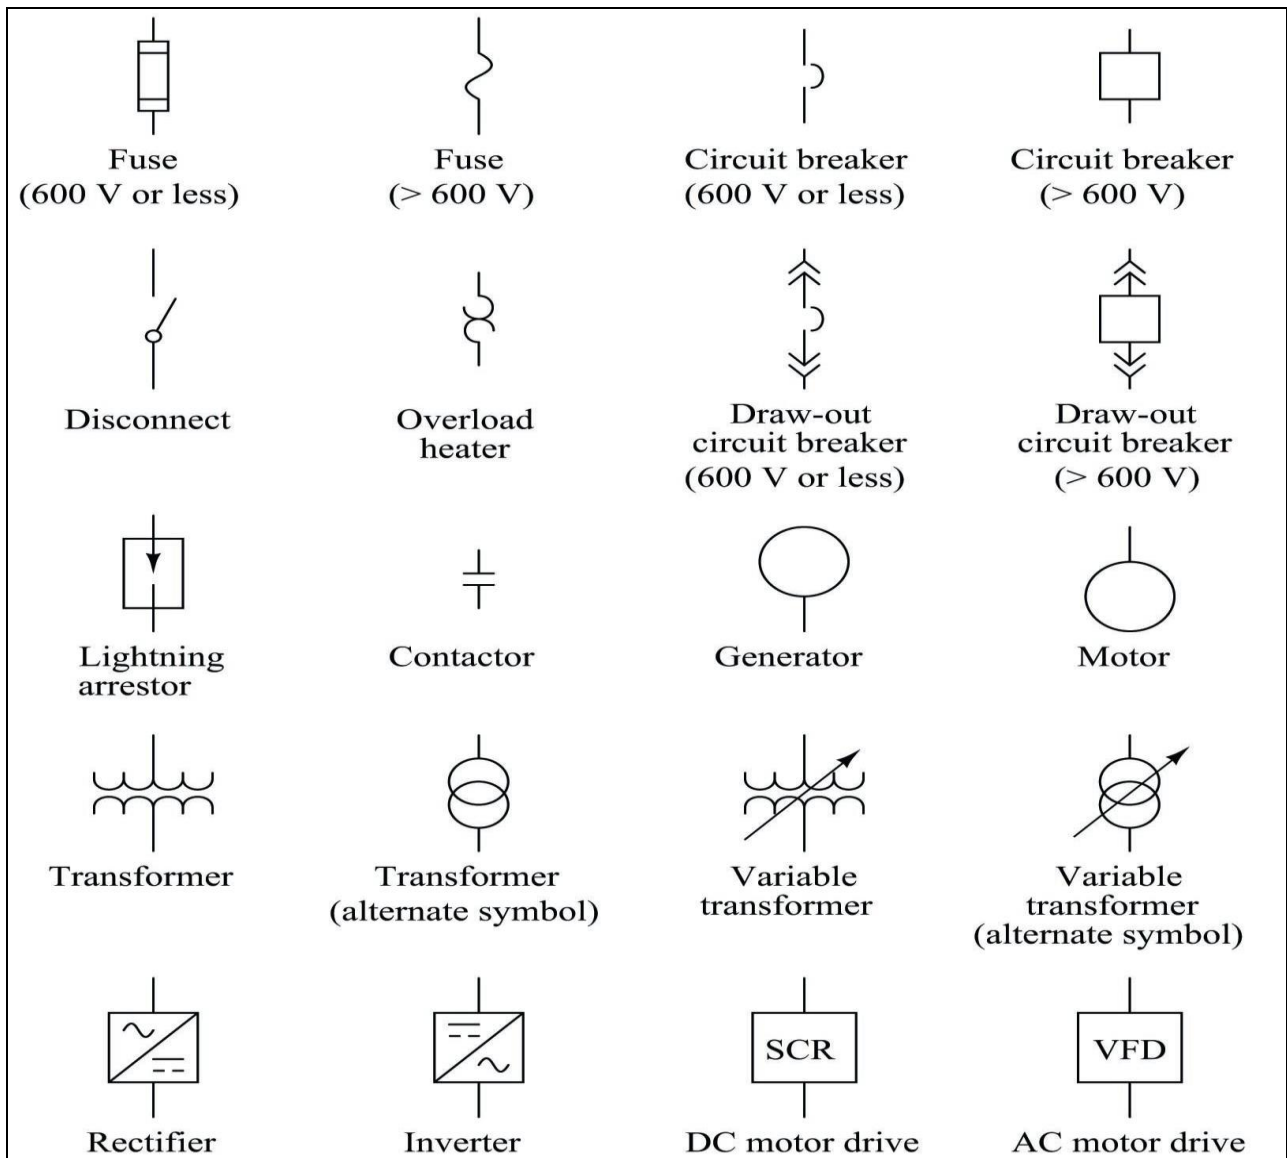 Fuse
(600 V or less)
Fuse
(> 600 V)
Circuit breaker
(600 V or less)
Circuit breaker
(> 600 V)
Disconnect
Overload
heater
Draw-out
circuit breaker
(600 V or less)
Draw-out
circuit breaker
(> 600 V)
Lightning
arrestor
Contactor
Generator
Motor
Transformer
Transformer
(alternate symbol)
Variable
transformer
Variable
transformer
(alternate symbol)
Rectifier
Inverter
SCR
DC motor drive
VFD
AC motor drive